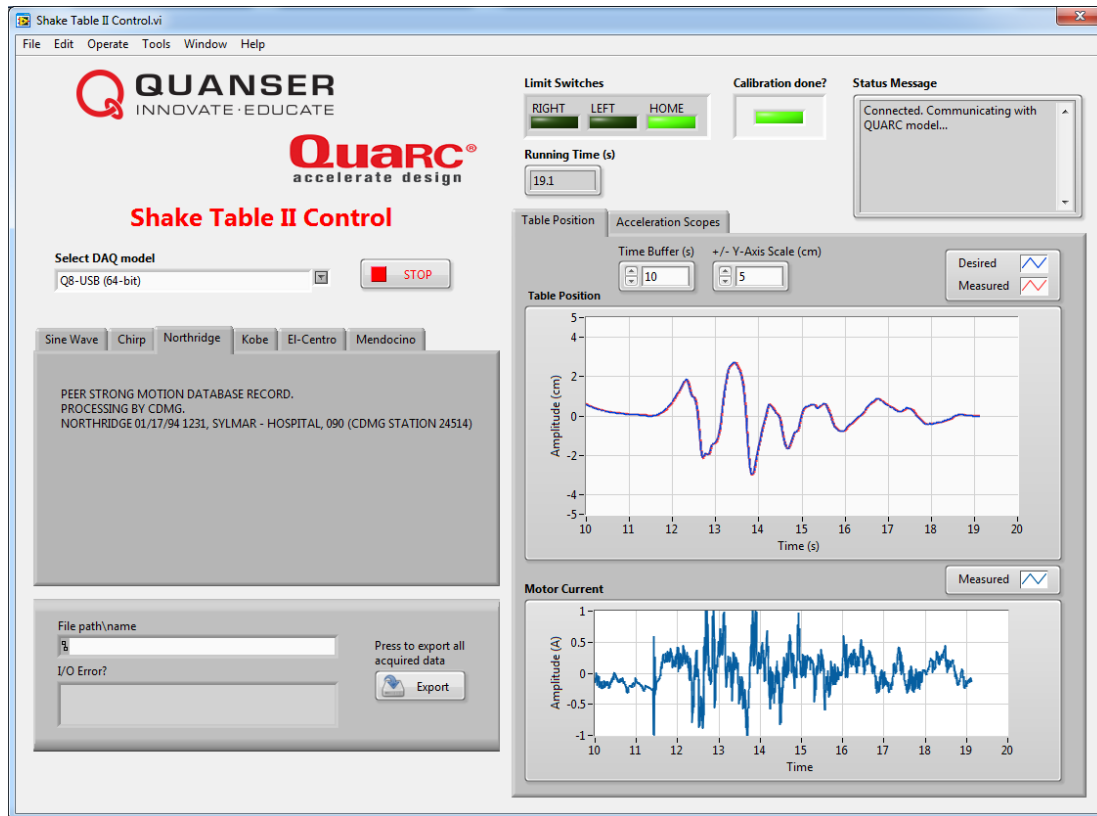 Shake Table II Control.vi
File Edit Operate Tools Window Help
QUANSER
INNOVATE·EDUCATE
QUARC®
accelerate design
Shake Table II Control
Select DAQ model
Q8-USB (64-bit)
STOP
Sine Wave Chirp Northridge Kobe El-Centro Mendocino
PEER STRONG MOTION DATABASE RECORD.
PROCESSING BY CDMG.
NORTHRIDGE 01/17/94 1231, SYLMAR - HOSPITAL, 090 (CDMG STATION 24514)
File path\name
I/O Error?
Press to export all
acquired data
Export
Limit Switches
RIGHT LEFT HOME
Calibration done?
Status Message
Connected. Communicating with
QUARC model...
Running Time (s)
19.1
Table Position Acceleration Scopes
Time Buffer (s) +/- Y-Axis Scale (cm)
10 5
Desired
Measured
Table Position
Amplitude (cm)
5
4
2
0
-2
-4
-5
10 11 12 13 14 15 16 17 18 19 20
Time (s)
Measured
Motor Current
Amplitude (A)
1
0.5
0
-0.5
-1
10 11 12 13 14 15 16 17 18 19 20
Time